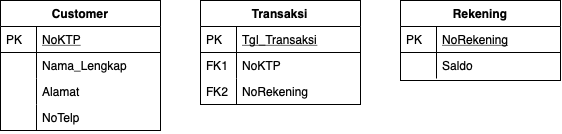 Customer
PK NoKTP
Nama_Lengkap
Alamat
NoTelp
Transaksi
PK Tgl_Transaksi
FK1 NoKTP
FK2 NoRekening
Rekening
PK NoRekening
Saldo